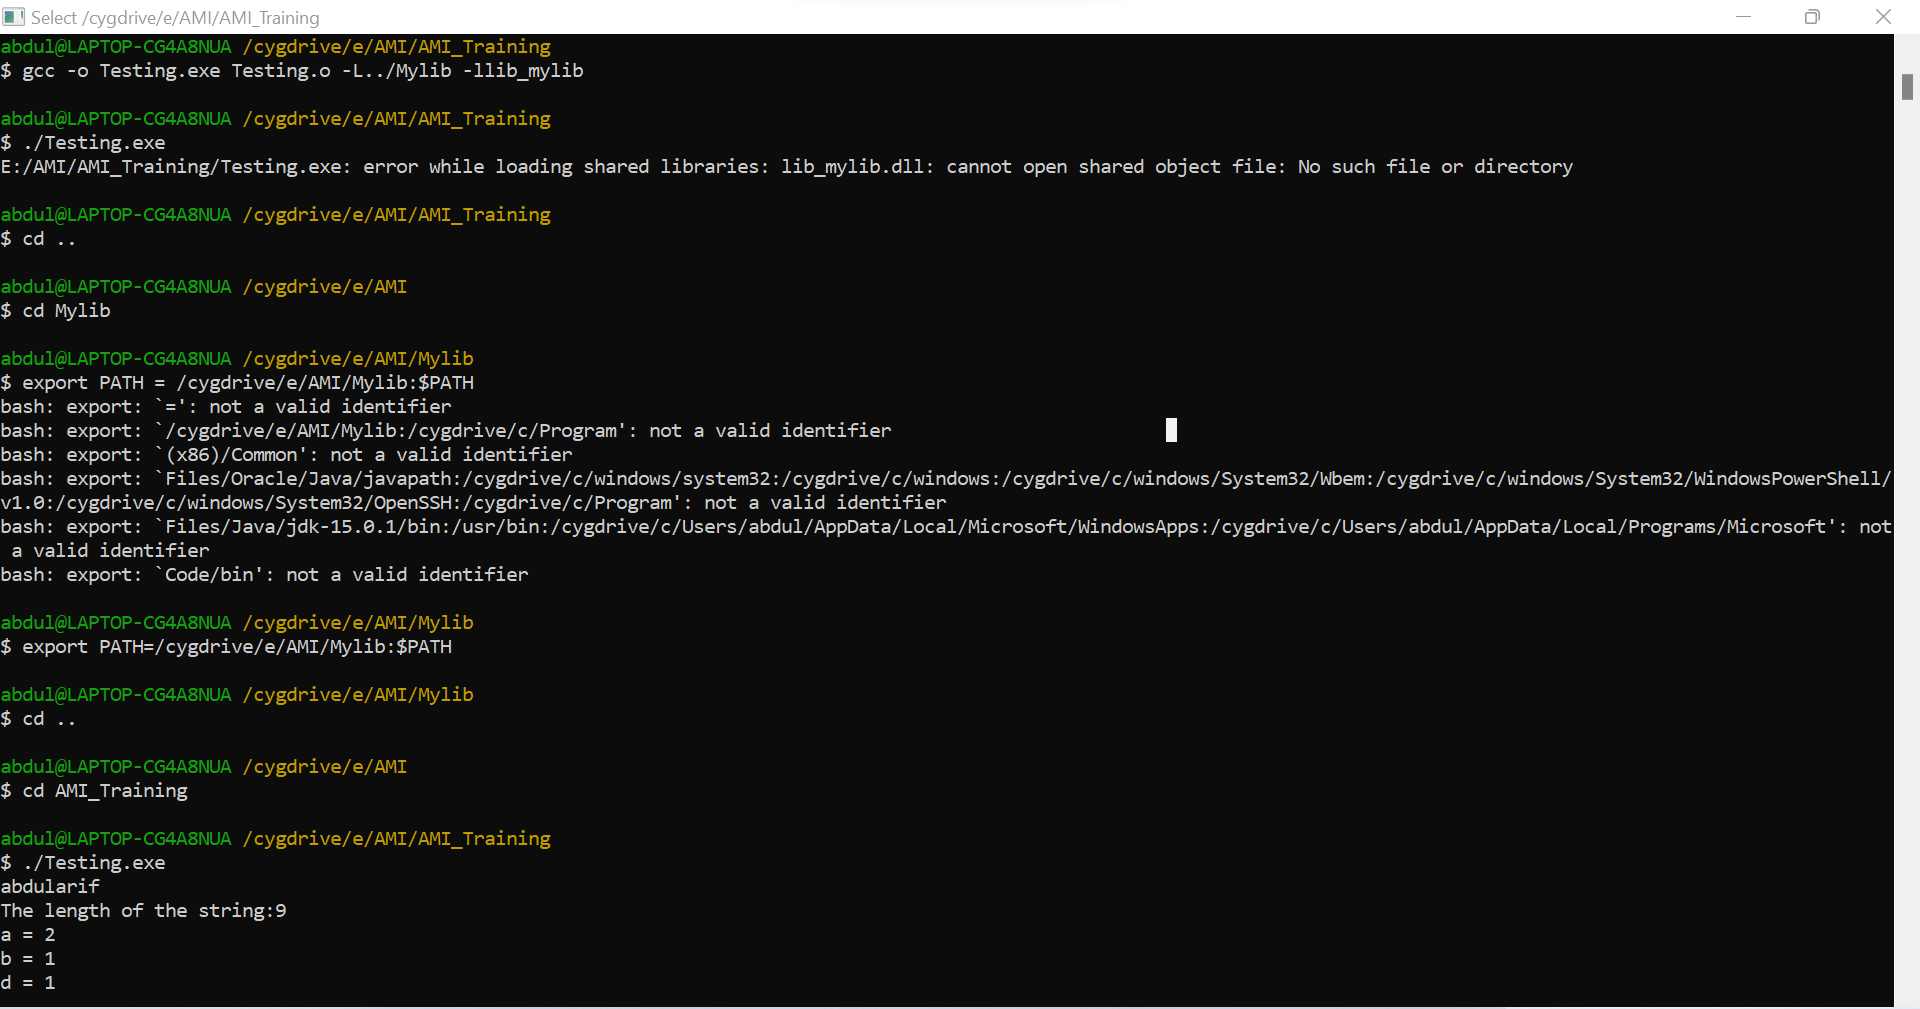 Select /cygdrive/e/AMI/AMI_Training
abdul@LAPTOP-CG4A8NUA /cygdrive/e/AMI/AMI_Training
$ gcc -o Testing.exe Testing.o -L../Mylib -llib_mylib
abdul@LAPTOP-CG4A8NUA /cygdrive/e/AMI/AMI_Training
$ ./Testing.exe
E:/AMI/AMI_Training/Testing.exe: error while loading shared libraries: lib_mylib.dll: cannot open shared object file: No such file or directory
abdul@LAPTOP-CG4A8NUA /cygdrive/e/AMI/AMI_Training
$ cd ..
abdul@LAPTOP-CG4A8NUA /cygdrive/e/AMI
$ cd Mylib
abdul@LAPTOP-CG4A8NUA /cygdrive/e/AMI/Mylib
$ export PATH = /cygdrive/e/AMI/Mylib:$PATH
bash: export: `=': not a valid identifier
bash: export: `/cygdrive/e/AMI/Mylib:/cygdrive/c/Program': not a valid identifier
bash: export: `(x86)/Common': not a valid identifier
bash: export: `Files/Oracle/Java/javapath:/cygdrive/c/windows/system32:/cygdrive/c/windows:/cygdrive/c/windows/System32/Wbem:/cygdrive/c/windows/System32/WindowsPowerShell/
v1.0:/cygdrive/c/windows/System32/OpenSSH:/cygdrive/c/Program': not a valid identifier
bash: export: `Files/Java/jdk-15.0.1/bin:/usr/bin:/cygdrive/c/Users/abdul/AppData/Local/Microsoft/WindowsApps:/cygdrive/c/Users/abdul/AppData/Local/Programs/Microsoft': not
a valid identifier
bash: export: `Code/bin': not a valid identifier
abdul@LAPTOP-CG4A8NUA /cygdrive/e/AMI/Mylib
$ export PATH=/cygdrive/e/AMI/Mylib:$PATH
abdul@LAPTOP-CG4A8NUA /cygdrive/e/AMI/Mylib
$ cd ..
abdul@LAPTOP-CG4A8NUA /cygdrive/e/AMI
$ cd AMI_Training
abdul@LAPTOP-CG4A8NUA /cygdrive/e/AMI/AMI_Training
$ ./Testing.exe
abdularif
The length of the string:9
a = 2
b = 1
d = 1